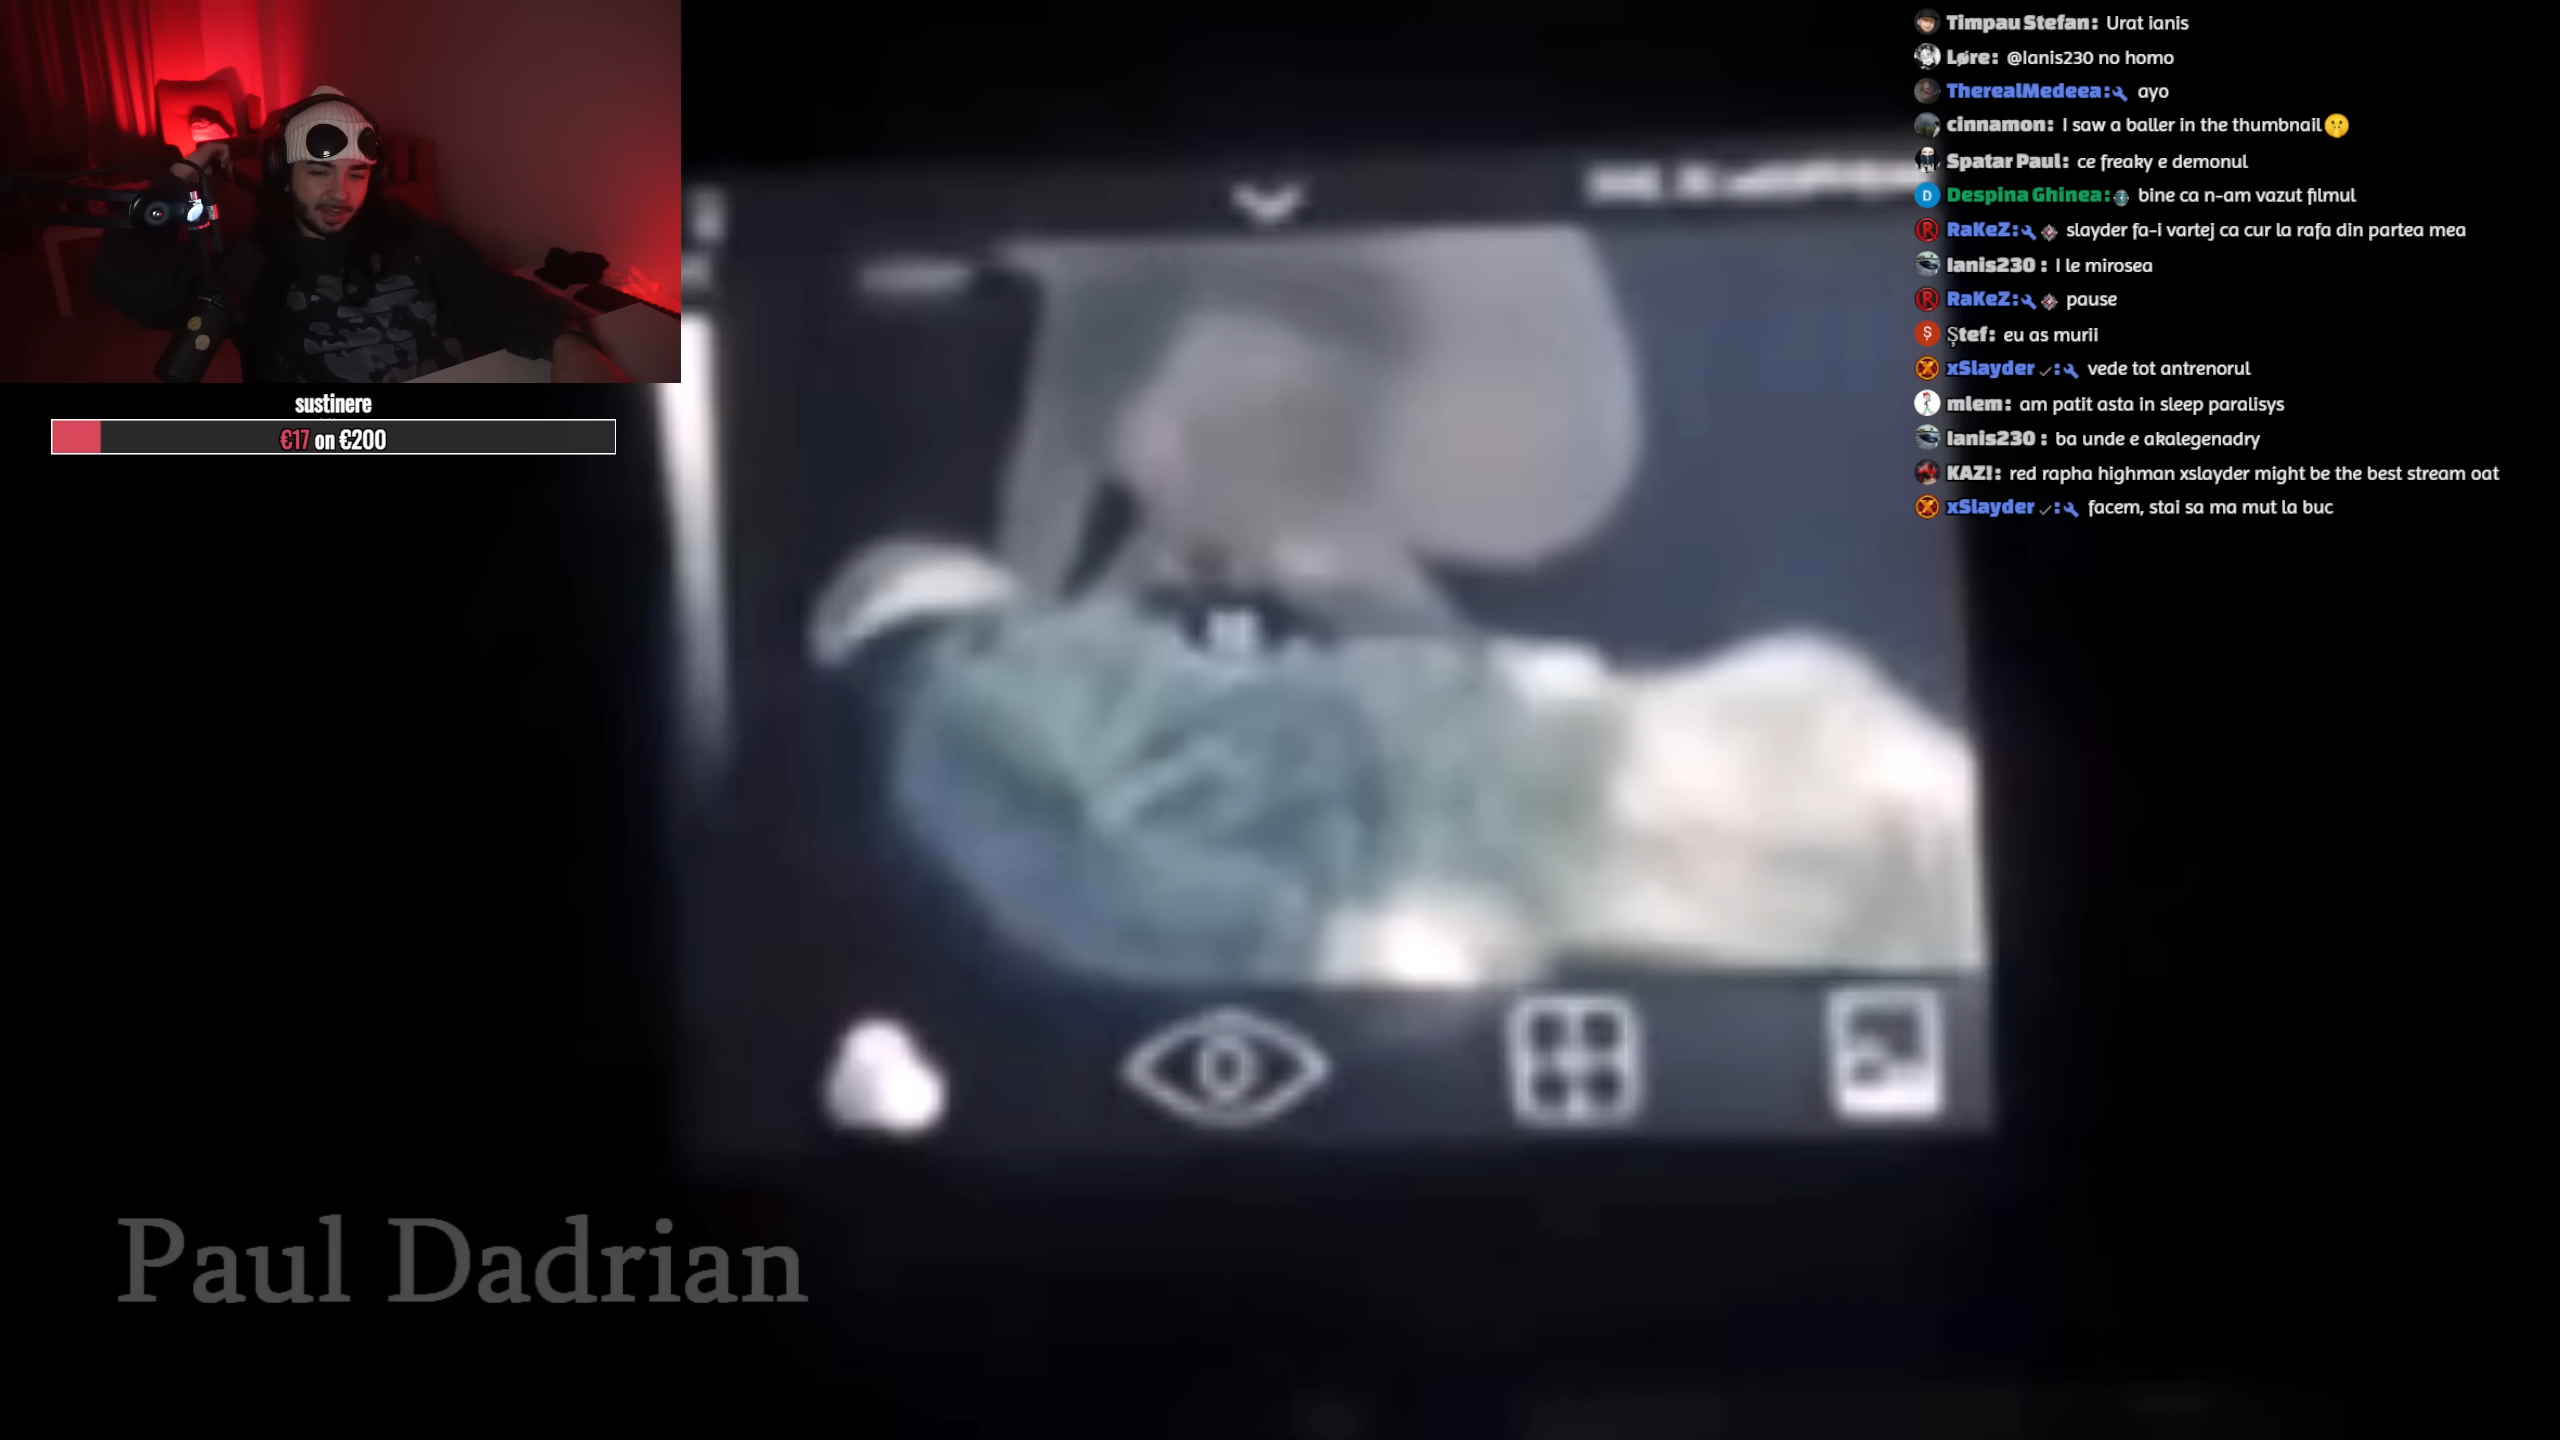 sustinere
€17 on €200
Timpau Stefan: Urat ianis
Løre: @Ianis230 no homo
TherealMedeea: ayo
cinnamon: I saw a baller in the thumbnail🤫
Spatar Paul: ce freaky e demonul
Despina Ghinea: bine ca n-am vazut filmul
RaKeZ: slayder fa-i vartej ca cur la rafa din partea mea
Ianis230 : I le mirosea
RaKeZ: pause
Ștef: eu as murii
xSlayder ✓: vede tot antrenorul
mlem: am patit asta in sleep paralisys
Ianis230 : ba unde e akalegenadry
KAZI: red rapha highman xslayder might be the best stream oat
xSlayder ✓: facem, stai sa ma mut la buc
Paul Dadrian